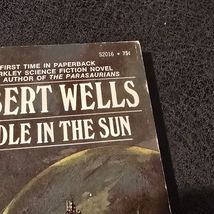 S2016 • 75¢
FIRST TIME IN PAPERBACK
RKLEY SCIENCE FICTION NOVEL
AUTHOR OF THE PARASAURIANS
BERT WELLS
OLE IN THE SUN